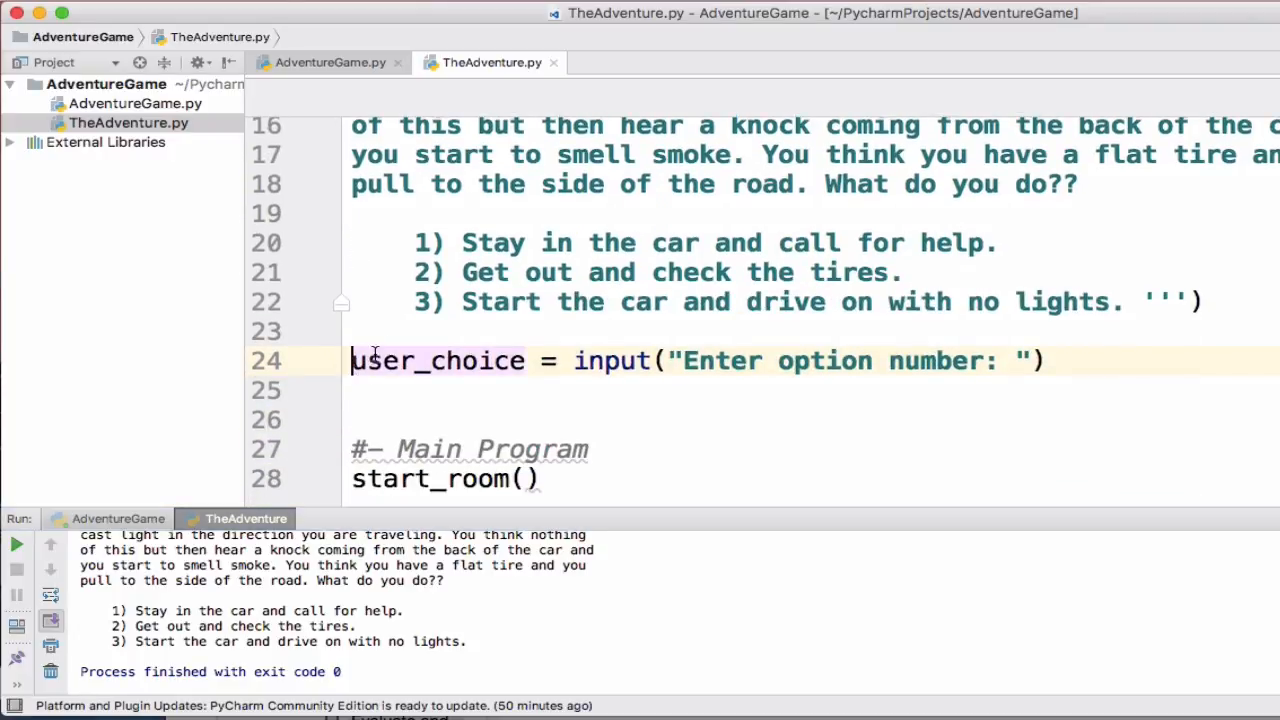 TheAdventure.py - AdventureGame - [~/PycharmProjects/AdventureGame]
AdventureGame TheAdventure.py
Project AdventureGame.py TheAdventure.py
AdventureGame ~/Pycharm
AdventureGame.py
TheAdventure.py
External Libraries
16 of this but then hear a knock coming from the back of the c
17 you start to smell smoke. You think you have a flat tire an
18 pull to the side of the road. What do you do??
19
20 1) Stay in the car and call for help.
21 2) Get out and check the tires.
22 3) Start the car and drive on with no lights. ''')
23
24 user_choice = input("Enter option number: ")
25
26
27 #- Main Program
28 start_room()
Run: AdventureGame TheAdventure
cast light in the direction you are traveling. You think nothing
of this but then hear a knock coming from the back of the car and
you start to smell smoke. You think you have a flat tire and you
pull to the side of the road. What do you do??
1) Stay in the car and call for help.
2) Get out and check the tires.
3) Start the car and drive on with no lights.
Process finished with exit code 0
Platform and Plugin Updates: PyCharm Community Edition is ready to update. (50 minutes ago)